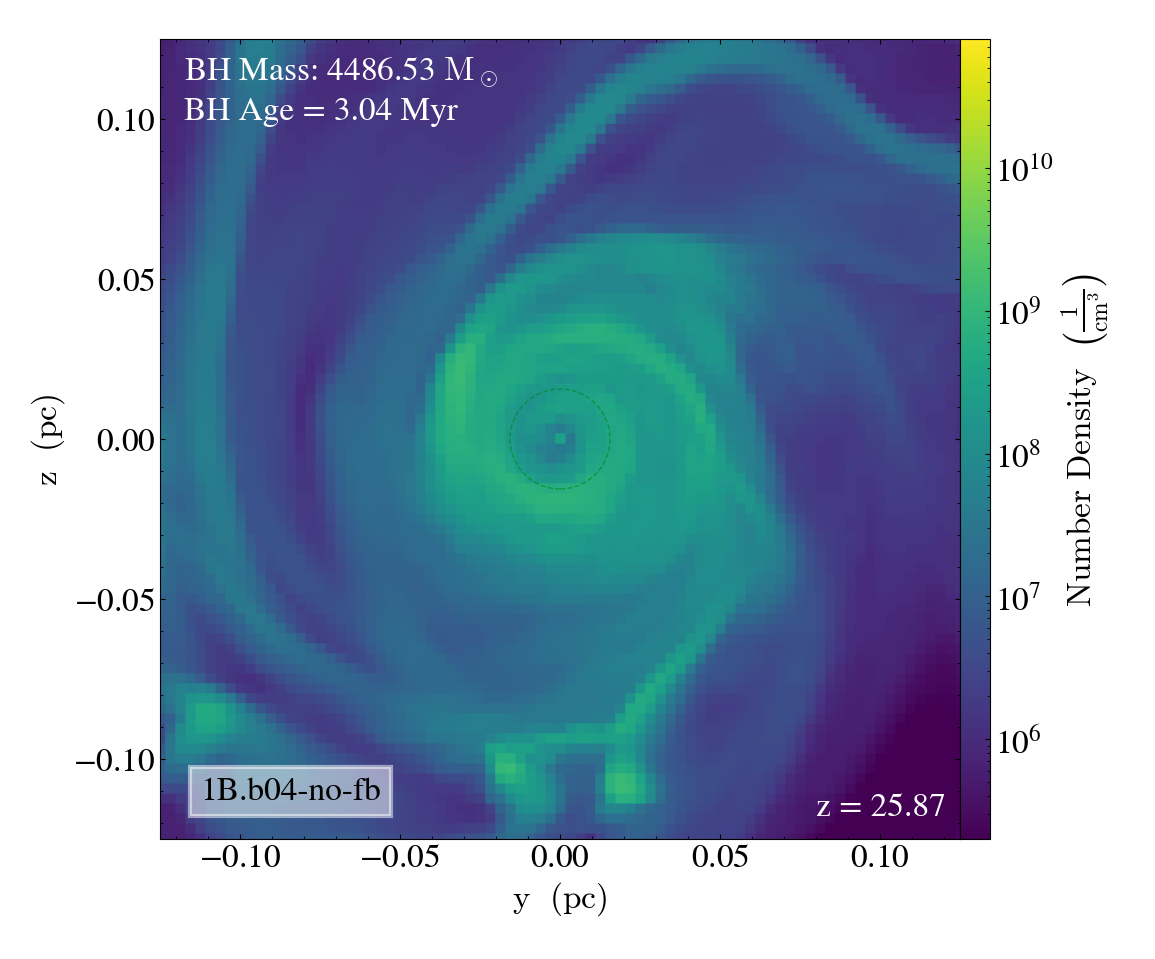 BH Mass: 4486.53 M⊙
BH Age = 3.04 Myr
0.10
0.05
0.00
−0.05
−0.10
z (pc)
1B.b04-no-fb
z = 25.87
−0.10 −0.05 0.00 0.05 0.10
y (pc)
10¹⁰
10⁹
10⁸
10⁷
10⁶
Number Density (1/cm³)